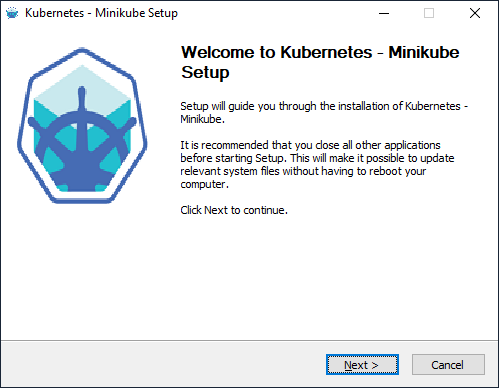 Kubernetes - Minikube Setup
Welcome to Kubernetes - Minikube
Setup
Setup will guide you through the installation of Kubernetes -
Minikube.
It is recommended that you close all other applications
before starting Setup. This will make it possible to update
relevant system files without having to reboot your
computer.
Click Next to continue.
Next >
Cancel